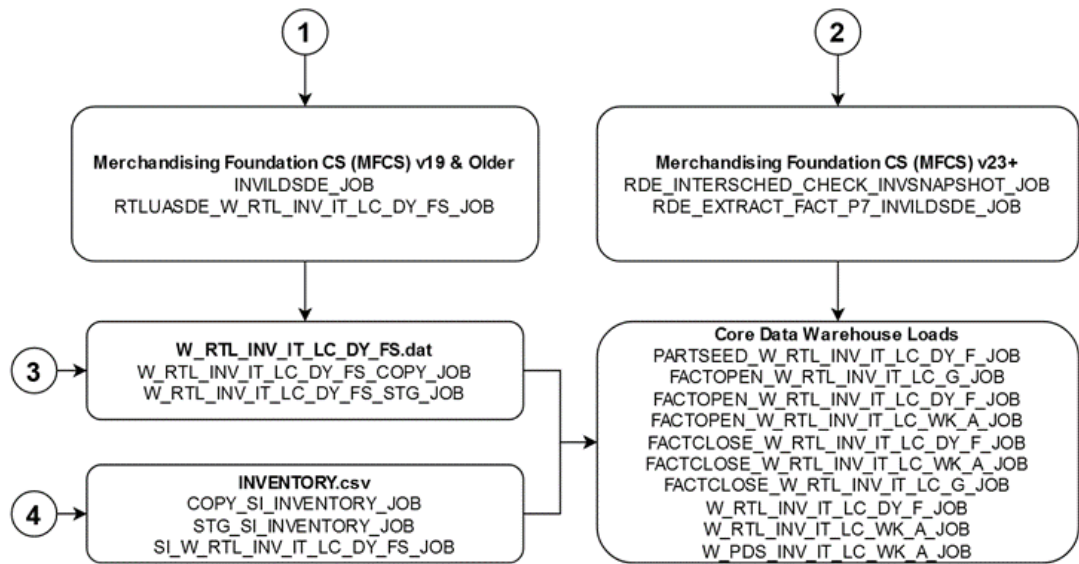 1
2
Merchandising Foundation CS (MFCS) v19 & Older
INVILDSDE_JOB
RTLUASDE_W_RTL_INV_IT_LC_DY_FS_JOB
Merchandising Foundation CS (MFCS) v23+
RDE_INTERSCHED_CHECK_INVSNAPSHOT_JOB
RDE_EXTRACT_FACT_P7_INVILDSDE_JOB
3
W_RTL_INV_IT_LC_DY_FS.dat
W_RTL_INV_IT_LC_DY_FS_COPY_JOB
W_RTL_INV_IT_LC_DY_FS_STG_JOB
4
INVENTORY.csv
COPY_SI_INVENTORY_JOB
STG_SI_INVENTORY_JOB
SI_W_RTL_INV_IT_LC_DY_FS_JOB
Core Data Warehouse Loads
PARTSEED_W_RTL_INV_IT_LC_DY_F_JOB
FACTOPEN_W_RTL_INV_IT_LC_G_JOB
FACTOPEN_W_RTL_INV_IT_LC_DY_F_JOB
FACTOPEN_W_RTL_INV_IT_LC_WK_A_JOB
FACTCLOSE_W_RTL_INV_IT_LC_DY_F_JOB
FACTCLOSE_W_RTL_INV_IT_LC_WK_A_JOB
FACTCLOSE_W_RTL_INV_IT_LC_G_JOB
W_RTL_INV_IT_LC_DY_F_JOB
W_RTL_INV_IT_LC_WK_A_JOB
W_PDS_INV_IT_LC_WK_A_JOB